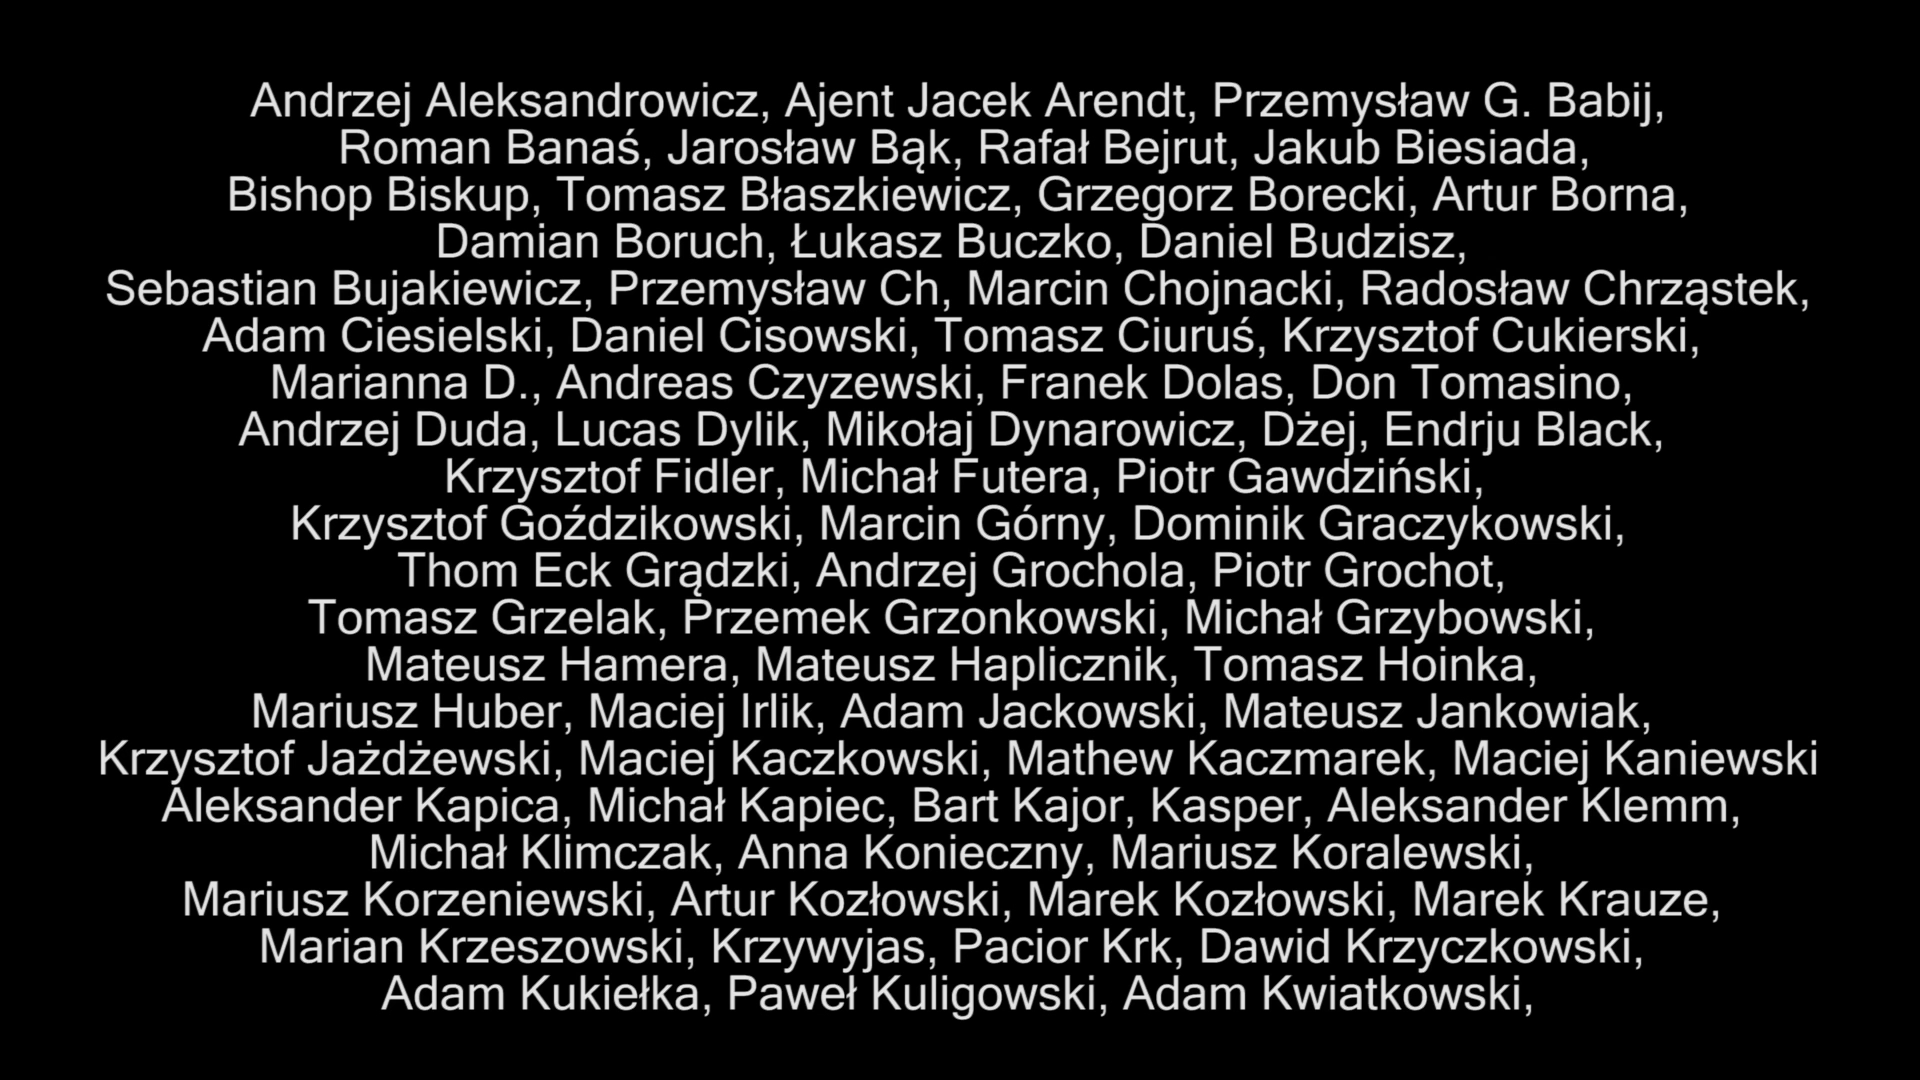 Andrzej Aleksandrowicz, Ajent Jacek Arendt, Przemysław G. Babij,
Roman Banaś, Jarosław Bąk, Rafał Bejrut, Jakub Biesiada,
Bishop Biskup, Tomasz Błaszkiewicz, Grzegorz Borecki, Artur Borna,
Damian Boruch, Łukasz Buczko, Daniel Budzisz,
Sebastian Bujakiewicz, Przemysław Ch, Marcin Chojnacki, Radosław Chrząstek,
Adam Ciesielski, Daniel Cisowski, Tomasz Ciuruś, Krzysztof Cukierski,
Marianna D., Andreas Czyzewski, Franek Dolas, Don Tomasino,
Andrzej Duda, Lucas Dylik, Mikołaj Dynarowicz, Dżej, Endrju Black,
Krzysztof Fidler, Michał Futera, Piotr Gawdziński,
Krzysztof Goździkowski, Marcin Górny, Dominik Graczykowski,
Thom Eck Grądzki, Andrzej Grochola, Piotr Grochot,
Tomasz Grzelak, Przemek Grzonkowski, Michał Grzybowski,
Mateusz Hamera, Mateusz Haplicznik, Tomasz Hoinka,
Mariusz Huber, Maciej Irlik, Adam Jackowski, Mateusz Jankowiak,
Krzysztof Jażdżewski, Maciej Kaczkowski, Mathew Kaczmarek, Maciej Kaniewski
Aleksander Kapica, Michał Kapiec, Bart Kajor, Kasper, Aleksander Klemm,
Michał Klimczak, Anna Konieczny, Mariusz Koralewski,
Mariusz Korzeniewski, Artur Kozłowski, Marek Kozłowski, Marek Krauze,
Marian Krzeszowski, Krzywyjas, Pacior Krk, Dawid Krzyczkowski,
Adam Kukiełka, Paweł Kuligowski, Adam Kwiatkowski,